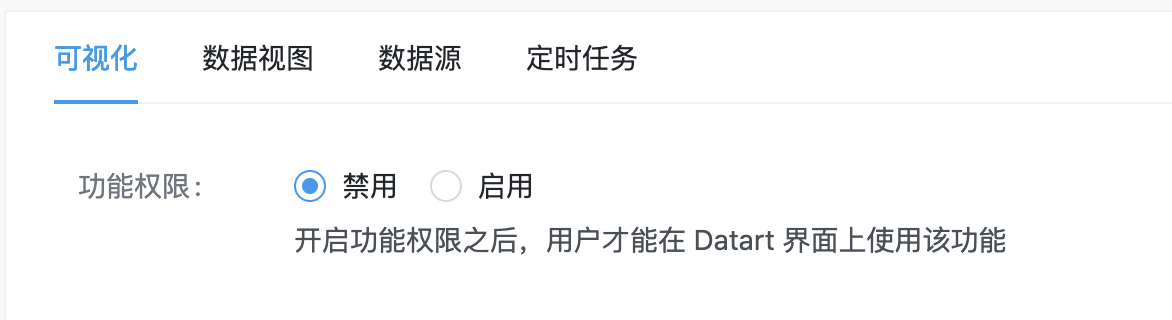 可视化 数据视图 数据源 定时任务
功能权限: 禁用 启用
开启功能权限之后，用户才能在 Datart 界面上使用该功能